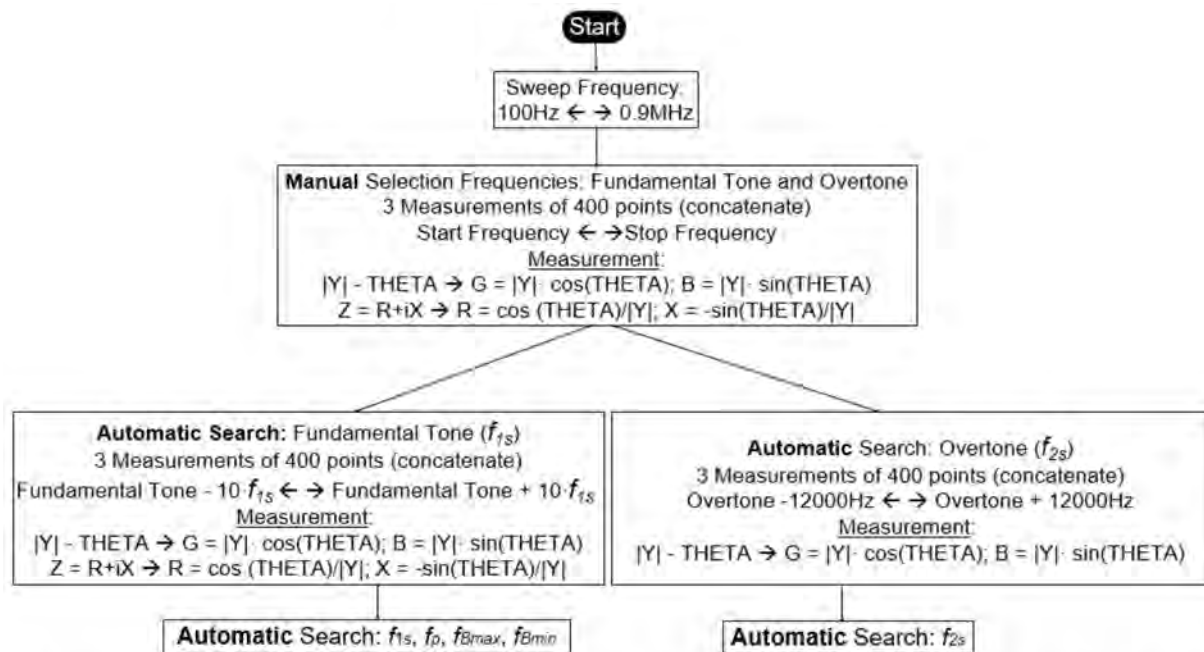 Start
Sweep Frequency:
100Hz ← → 0.9MHz
Manual Selection Frequencies: Fundamental Tone and Overtone
3 Measurements of 400 points (concatenate)
Start Frequency ← →Stop Frequency
Measurement:
|Y| - THETA → G = |Y|· cos(THETA); B = |Y|· sin(THETA)
Z = R+iX → R = cos (THETA)/|Y|; X = -sin(THETA)/|Y|
Automatic Search: Fundamental Tone (f1s)
3 Measurements of 400 points (concatenate)
Fundamental Tone - 10·f1s ← → Fundamental Tone + 10·f1s
Measurement:
|Y| - THETA → G = |Y|· cos(THETA); B = |Y|· sin(THETA)
Z = R+iX → R = cos (THETA)/|Y|; X = -sin(THETA)/|Y|
Automatic Search: f1s, fp, fBmax, fBmin
Automatic Search: Overtone (f2s)
3 Measurements of 400 points (concatenate)
Overtone -12000Hz ← → Overtone + 12000Hz
Measurement:
|Y| - THETA → G = |Y|· cos(THETA); B = |Y|· sin(THETA)
Automatic Search: f2s